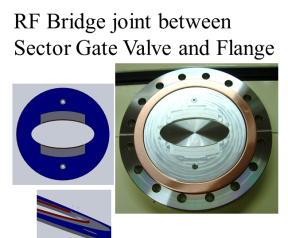 RF Bridge joint between
Sector Gate Valve and Flange